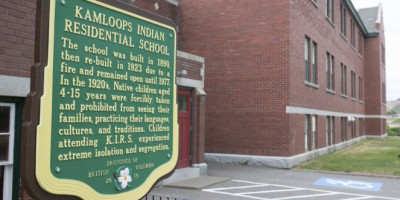 KAMLOOPS INDIAN
RESIDENTIAL SCHOOL
The school was built in 1890,
then re-built in 1923 due to a
fire and remained open until 1977.
In the 1920s, Native children aged
4-15 years were forcibly taken
and prohibited from seeing their
families, practicing their languages,
cultures, and traditions. Children
attending K.I.R.S. experienced
extreme isolation and segregation.
PROVINCE OF
BRITISH COLUMBIA